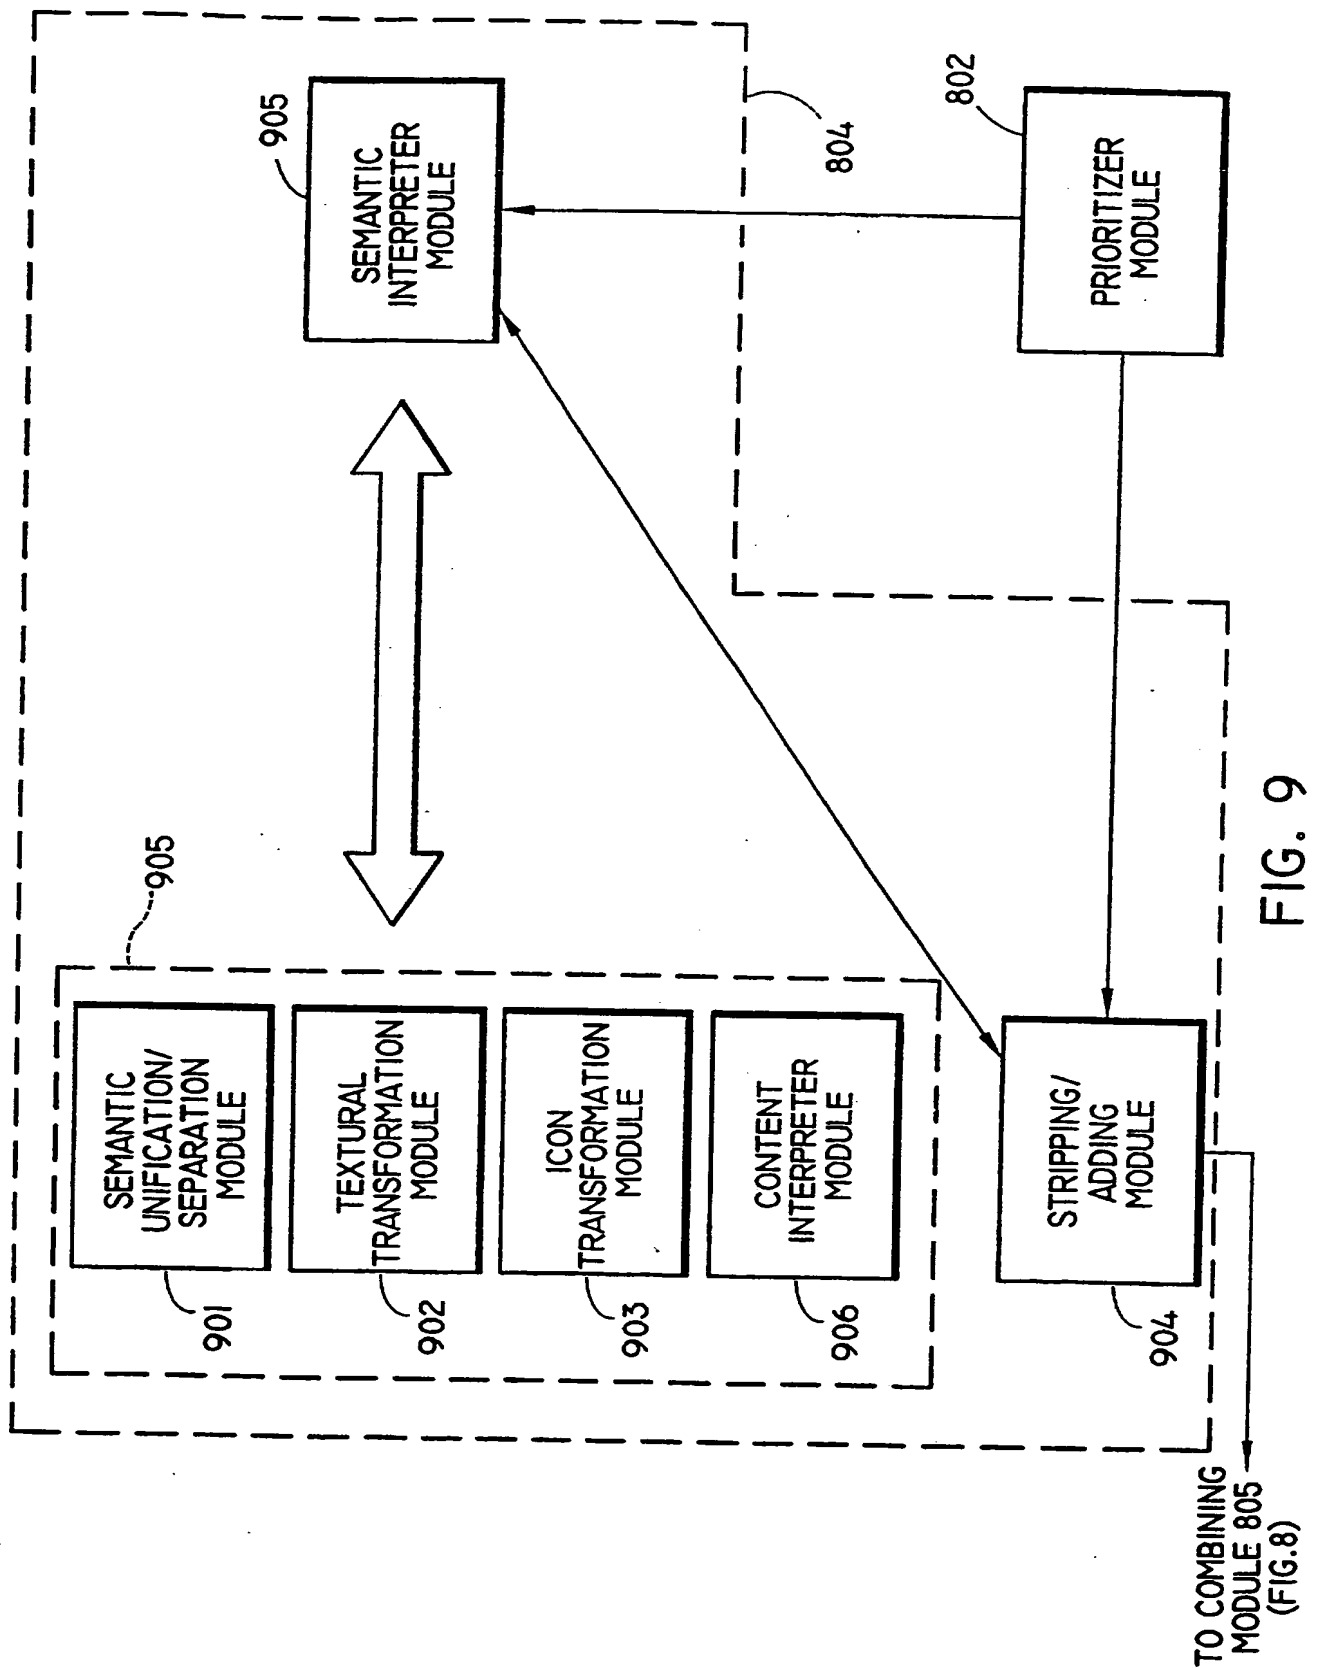 905
SEMANTIC
UNIFICATION/
SEPARATION
MODULE
901
905
SEMANTIC
INTERPRETER
MODULE
TEXTURAL
TRANSFORMATION
MODULE
902
ICON
TRANSFORMATION
MODULE
903
CONTENT
INTERPRETER
MODULE
906
804
802
PRIORITIZER
MODULE
STRIPPING/
ADDING
MODULE
904
TO COMBINING
MODULE 805
(FIG.8)
FIG. 9